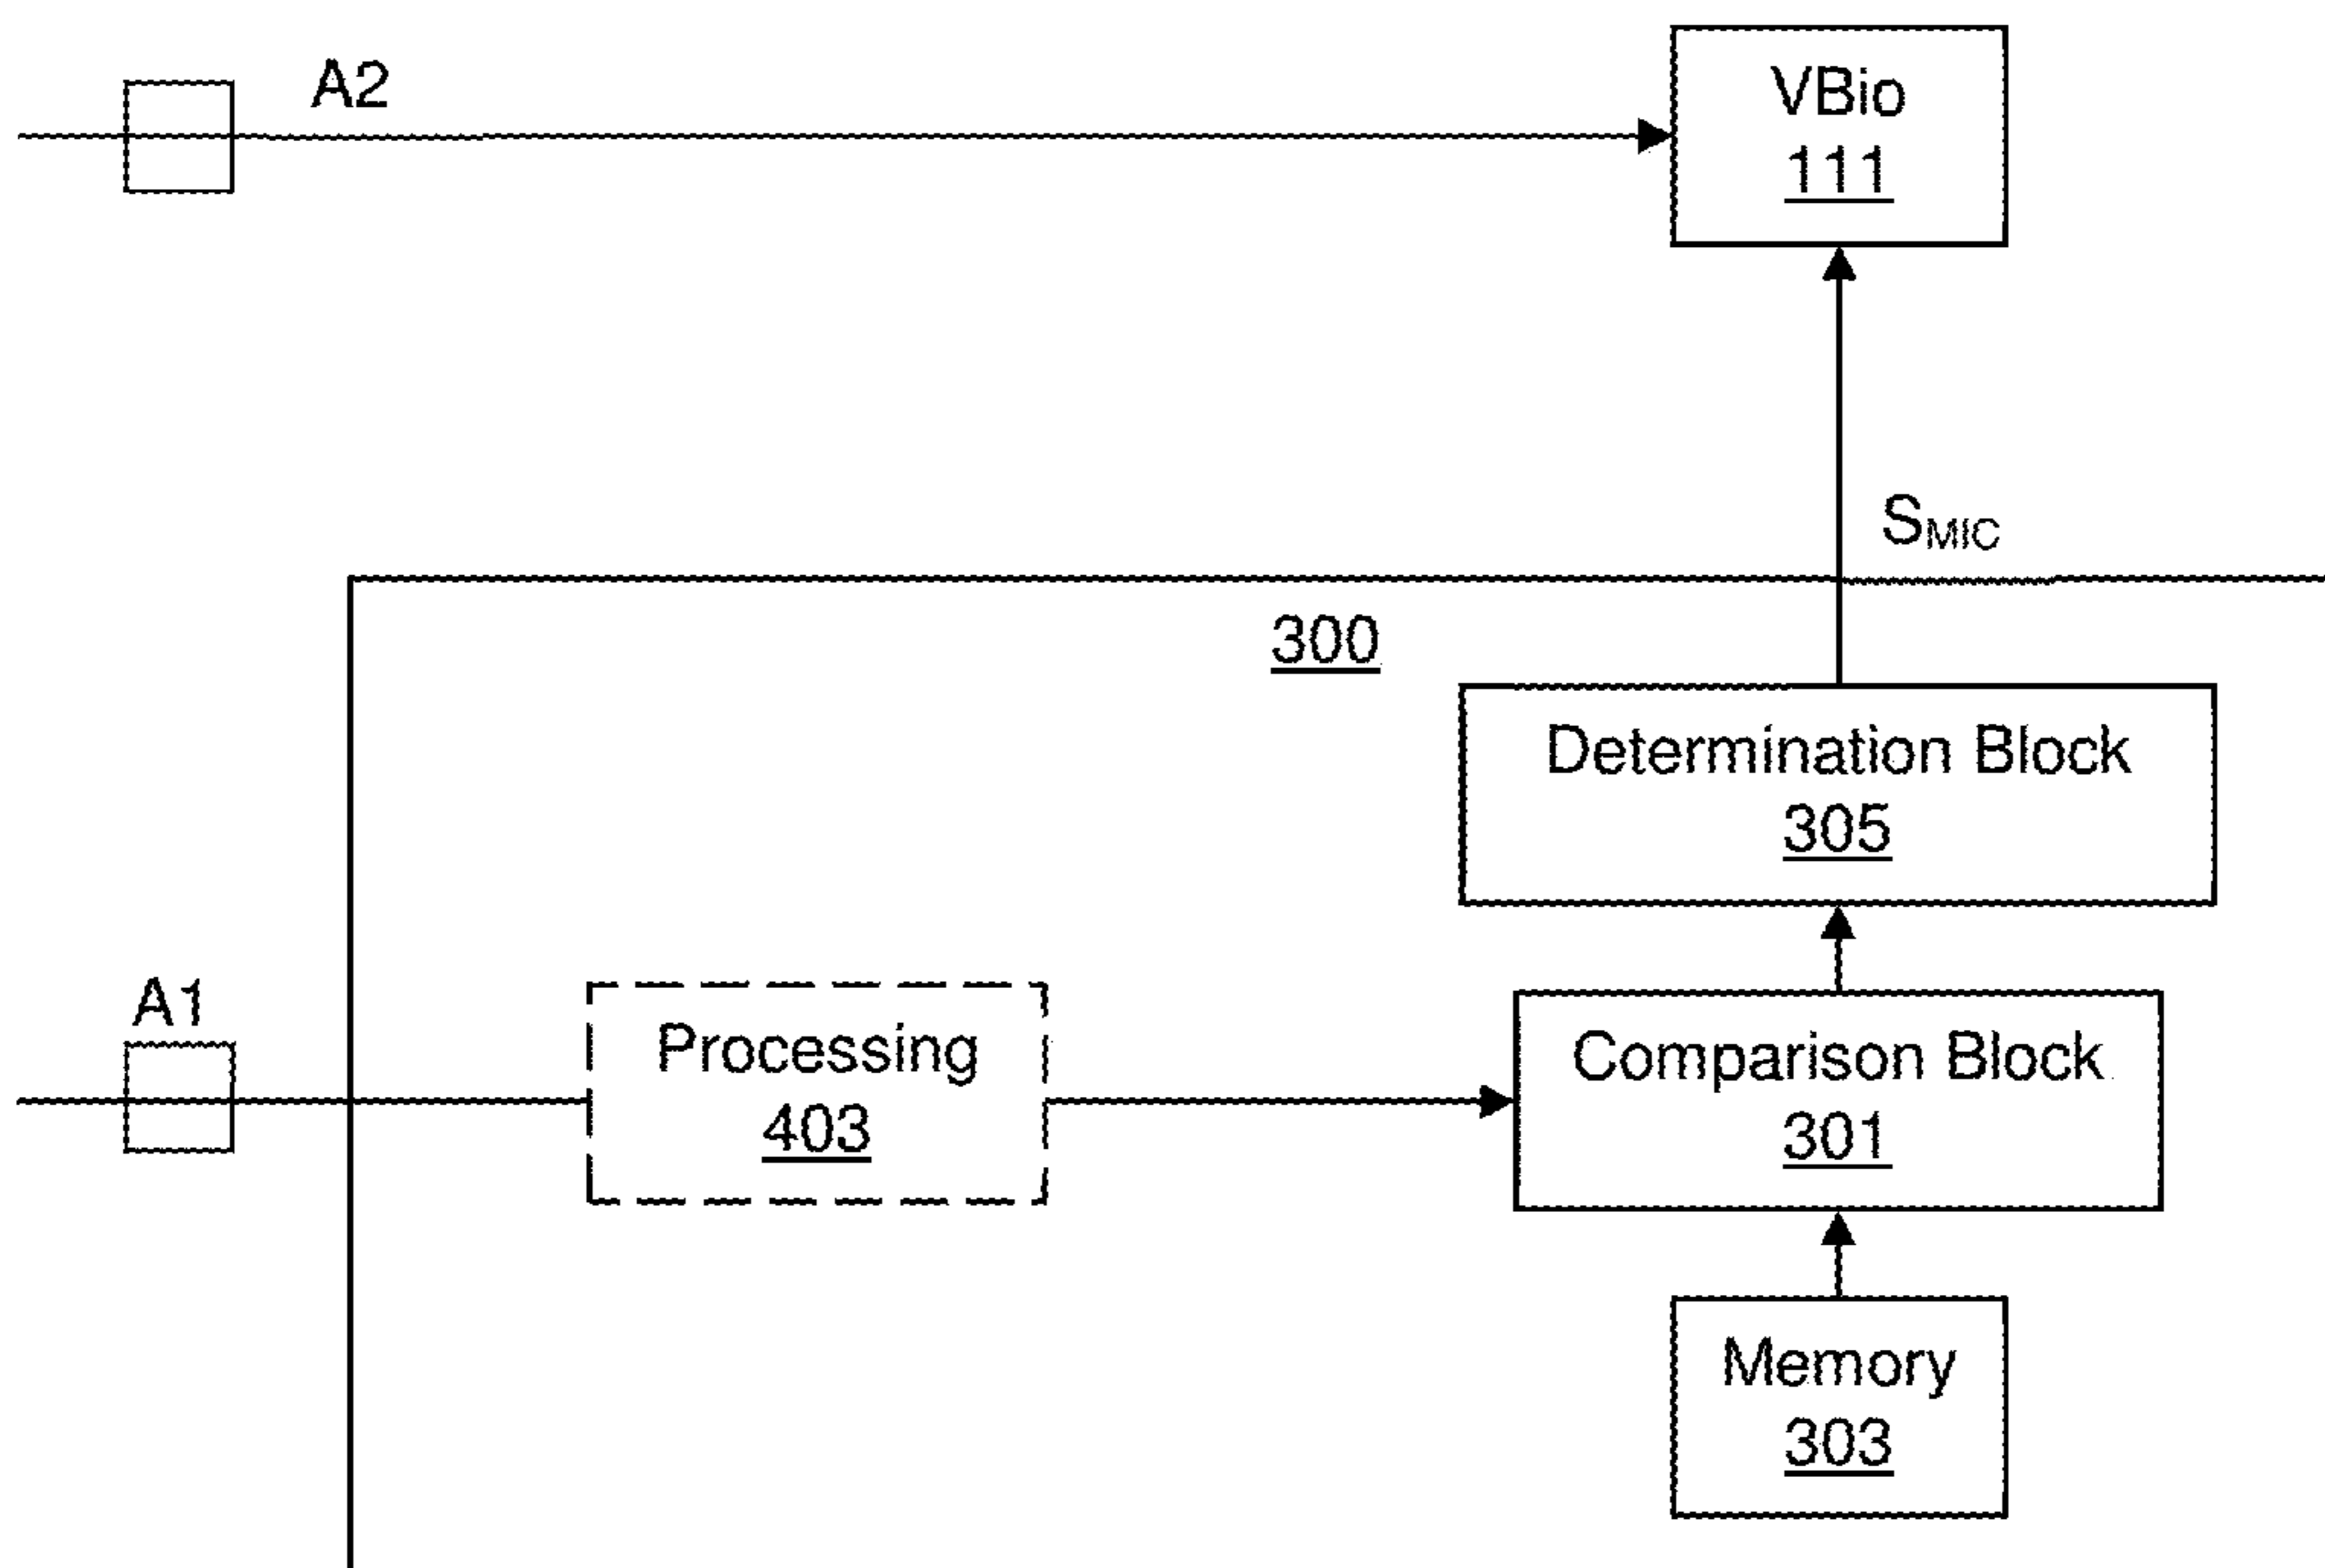 A2
VBio
111
SMIC
300
Determination Block
305
A1
Processing
403
Comparison Block
301
Memory
303